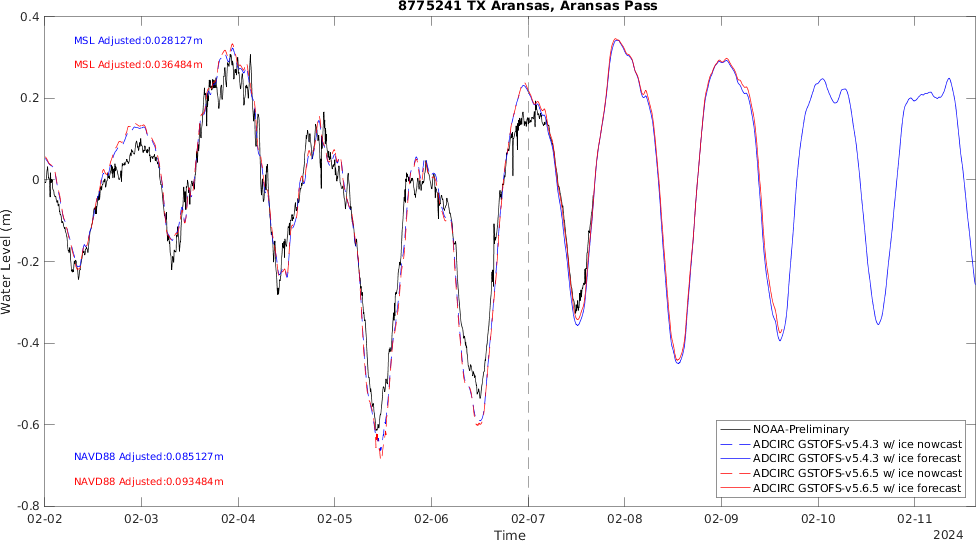 8775241 TX Aransas, Aransas Pass
0.4
0.2
0
-0.2
-0.4
-0.6
-0.8
Water Level (m)
MSL Adjusted:0.028127m
MSL Adjusted:0.036484m
NAVD88 Adjusted:0.085127m
NAVD88 Adjusted:0.093484m
NOAA-Preliminary
ADCIRC GSTOFS-v5.4.3 w/ ice nowcast
ADCIRC GSTOFS-v5.4.3 w/ ice forecast
ADCIRC GSTOFS-v5.6.5 w/ ice nowcast
ADCIRC GSTOFS-v5.6.5 w/ ice forecast
02-02 02-03 02-04 02-05 02-06 02-07 02-08 02-09 02-10 02-11
Time
2024